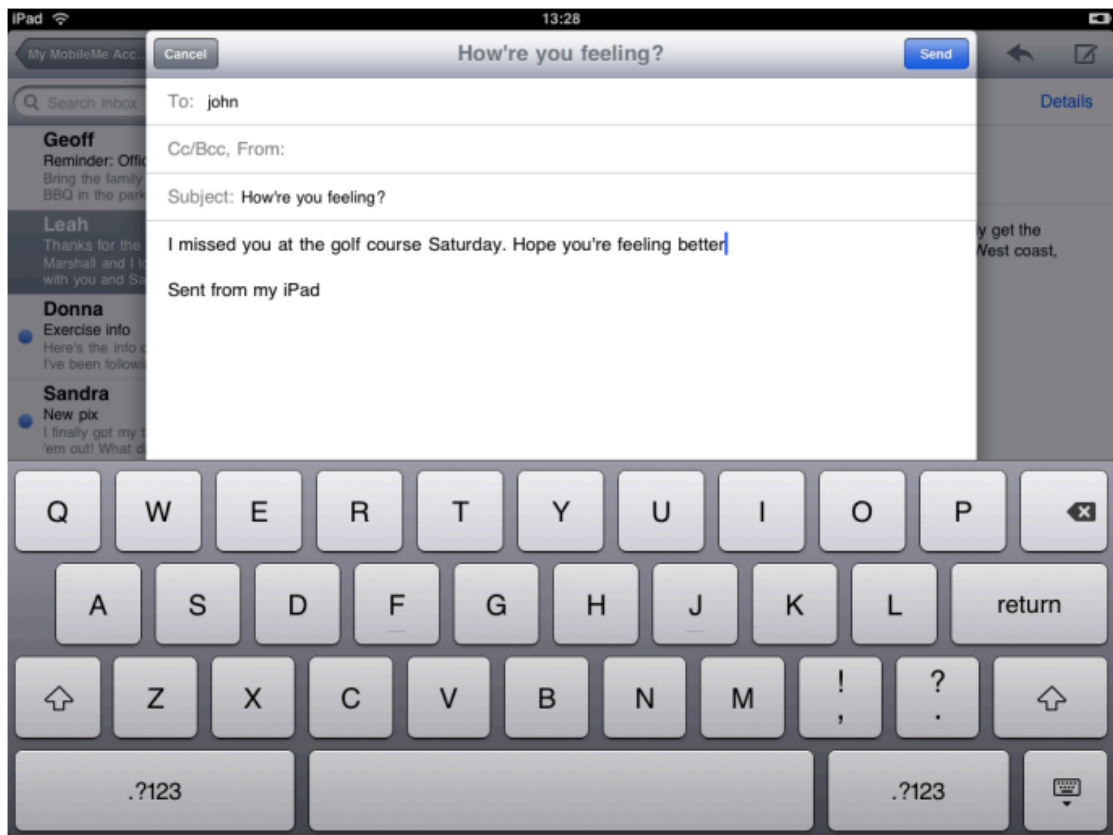 iPad 13:28
My MobileMe Acc... Cancel How're you feeling? Send
Search Inbox To: john Details
Geoff
Reminder: Offic
Bring the family
BBQ in the park
Cc/Bcc, From:
Subject: How're you feeling?
Leah
Thanks for the
Marshall and I
with you and Sa
I missed you at the golf course Saturday. Hope you're feeling better
Sent from my iPad
y get the
West coast,
Donna
Exercise info
Here's the info
I've been
Sandra
New pix
I finally got my
'em out! What
Q W E R T Y U I O P
A S D F G H J K L return
Z X C V B N M ! , ? .
.?123 .?123